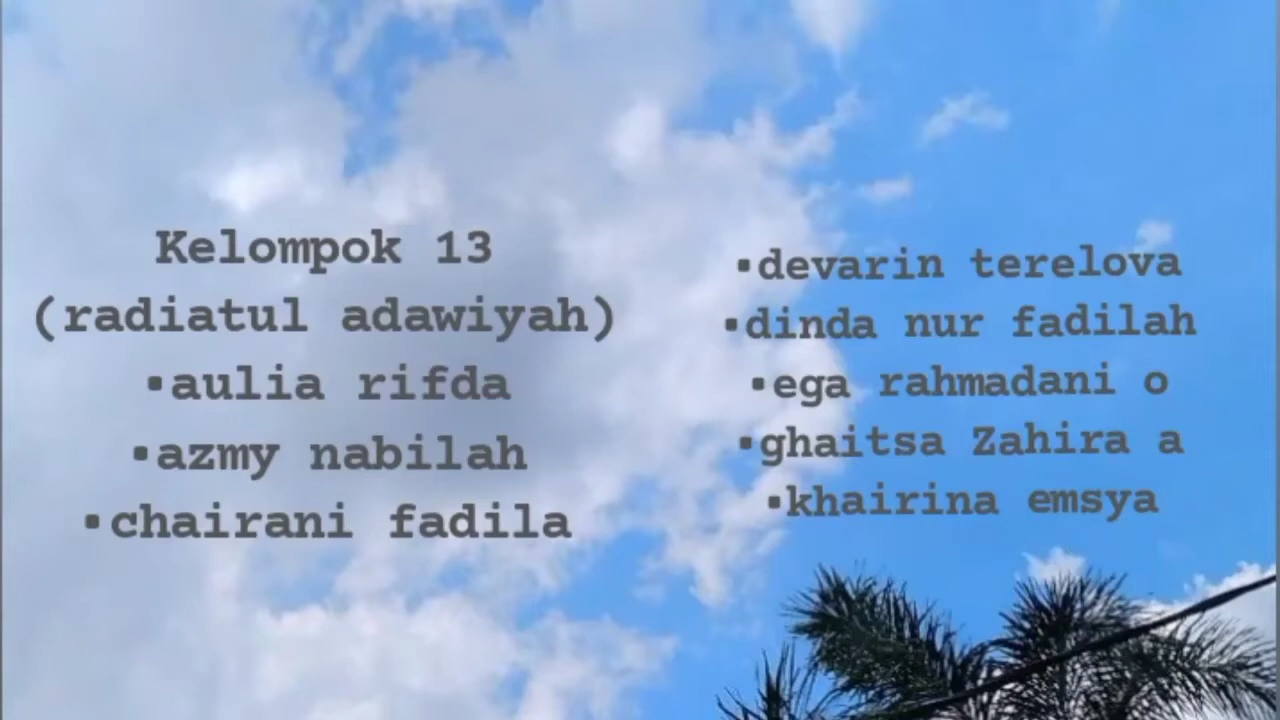 Kelompok 13
(radiatul adawiyah)
▪aulia rifda
▪azmy nabilah
▪chairani fadila
▪devarin terelova
▪dinda nur fadilah
▪ega rahmadani o
▪ghaitsa Zahira a
▪khairina emsya